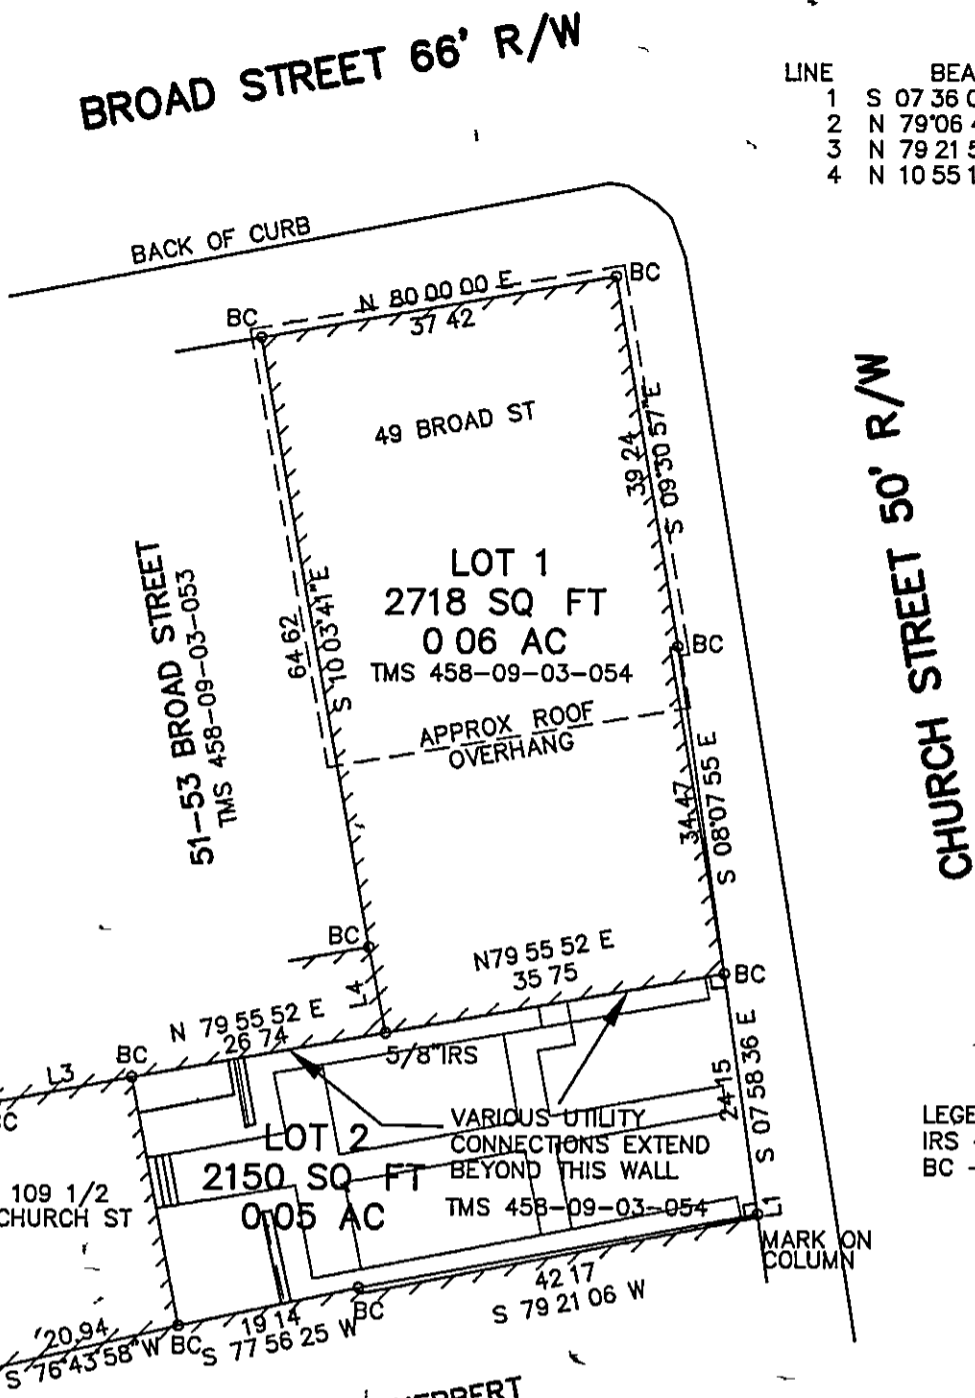 BROAD STREET 66' R/W
LINE BEA
1 S 07 36 0
2 N 79°06 4
3 N 79 21 5
4 N 10 55 1
BACK OF CURB
BC
N 80 00 00 E
37 42
BC
49 BROAD ST
39 24
S 09°30 57"E
CHURCH STREET 50' R/W
51-53 BROAD STREET
TMS 458-09-03-053
64 62
S 10 03'41"E
LOT 1
2718 SQ FT
0 06 AC
TMS 458-09-03-054
BC
APPROX ROOF
OVERHANG
34.47
S 08°07 55 E
BC
L4
N79 55 52 E
35 75
BC
N 79 55 52 E
26 74
5/8"IRS
BC
L3
24 15
S 07 58 36 E
LOT 2
2150 SQ FT
0 05 AC
VARIOUS UTILITY
CONNECTIONS EXTEND
BEYOND THIS WALL
TMS 458-09-03-054
109 1/2
CHURCH ST
LEGE
IRS -
BC -
L1
MARK ON
COLUMN
42 17
S 79 21 06 W
BC
19 14
S 77 56 25 W
BC
20.94
S 76°43'58"W